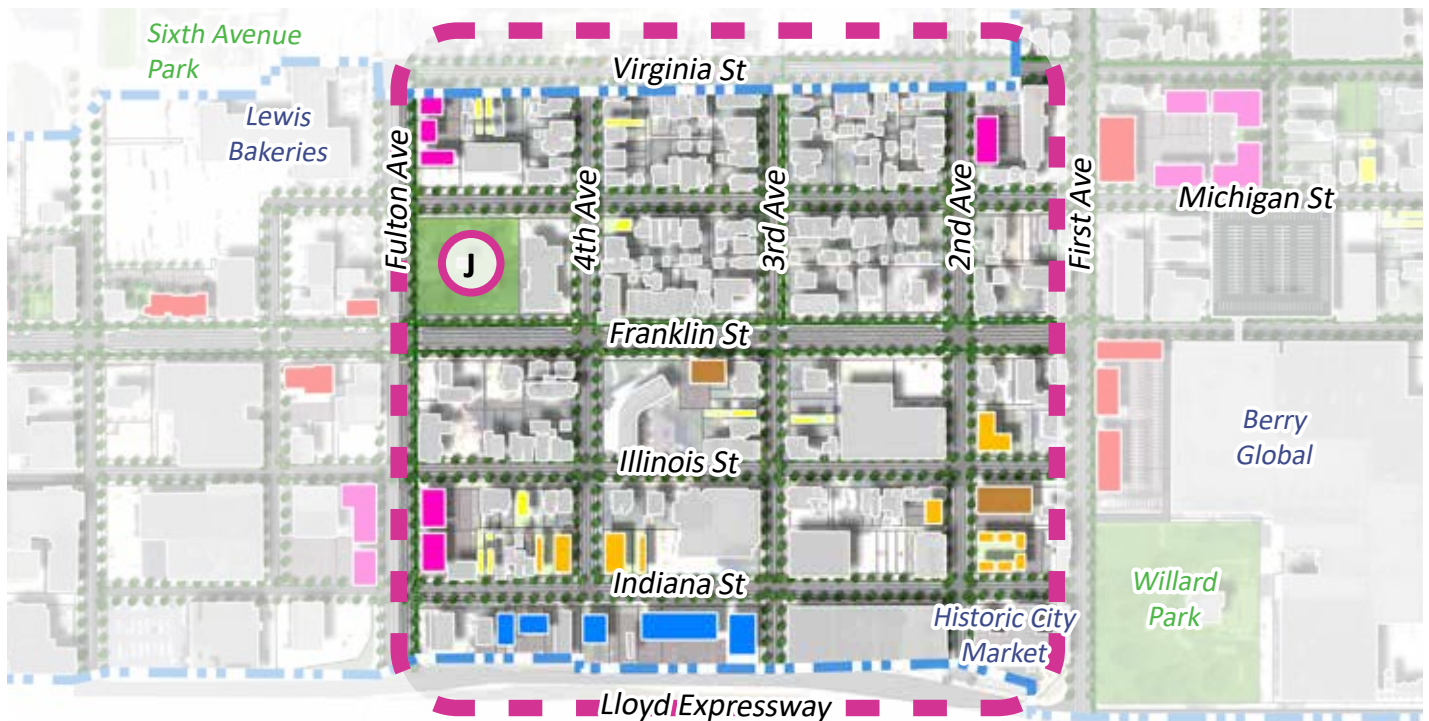 Sixth Avenue
Park
Virginia St
Lewis
Bakeries
Fulton Ave
4th Ave
3rd Ave
2nd Ave
First Ave
Michigan St
J
Franklin St
Berry
Global
Illinois St
Indiana St
Willard
Park
Historic City
Market
Lloyd Expressway